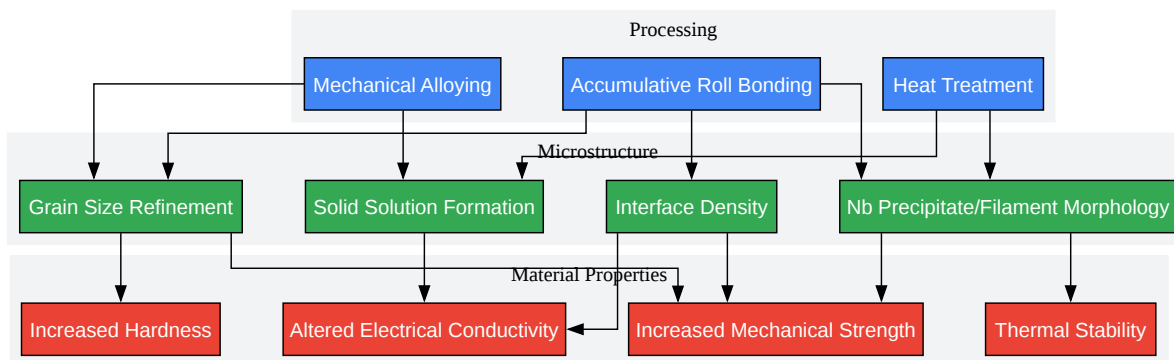 Processing
Mechanical Alloying
Accumulative Roll Bonding
Heat Treatment
Microstructure
Grain Size Refinement
Solid Solution Formation
Interface Density
Nb Precipitate/Filament Morphology
Material Properties
Increased Hardness
Altered Electrical Conductivity
Increased Mechanical Strength
Thermal Stability